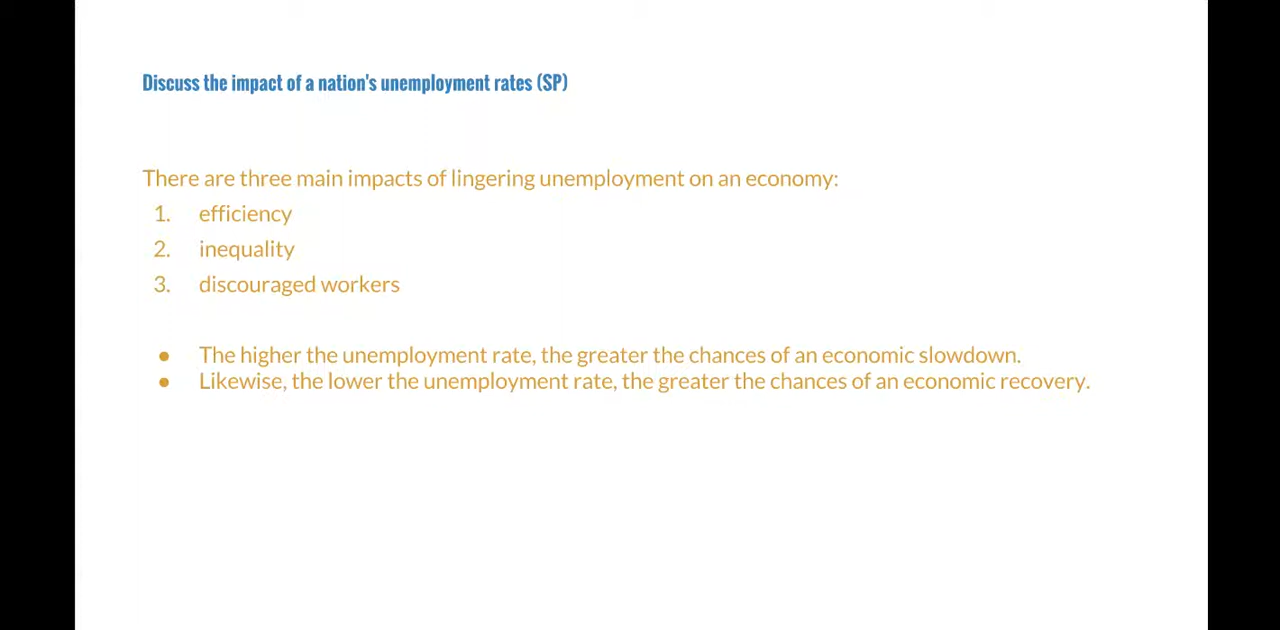 Discuss the impact of a nation's unemployment rates (SP)
There are three main impacts of lingering unemployment on an economy:
1. efficiency
2. inequality
3. discouraged workers
● The higher the unemployment rate, the greater the chances of an economic slowdown.
● Likewise, the lower the unemployment rate, the greater the chances of an economic recovery.